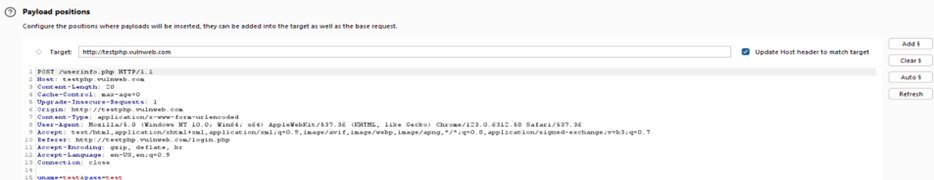 Payload positions
Configure the positions where payloads will be inserted, they can be added into the target as well as the base request.
Target: http://testphp.vulnweb.com
Update Host header to match target
Add §
Clear §
Auto §
Refresh
1 POST /userinfo.php HTTP/1.1
2 Host: testphp.vulnweb.com
3 Content-Length: 20
4 Cache-Control: max-age=0
5 Upgrade-Insecure-Requests: 1
6 Origin: http://testphp.vulnweb.com
7 Content-Type: application/x-www-form-urlencoded
8 User-Agent: Mozilla/5.0 (Windows NT 10.0; Win64; x64) AppleWebKit/537.36 (KHTML, like Gecko) Chrome/123.0.6312.58 Safari/537.36
9 Accept: text/html,application/xhtml+xml,application/xml;q=0.9,image/avif,image/webp,image/apng,*/*;q=0.8,application/signed-exchange;v=b3;q=0.7
10 Referer: http://testphp.vulnweb.com/login.php
11 Accept-Encoding: gzip, deflate, br
12 Accept-Language: en-US,en;q=0.9
13 Connection: close
15 uname=test&pass=test